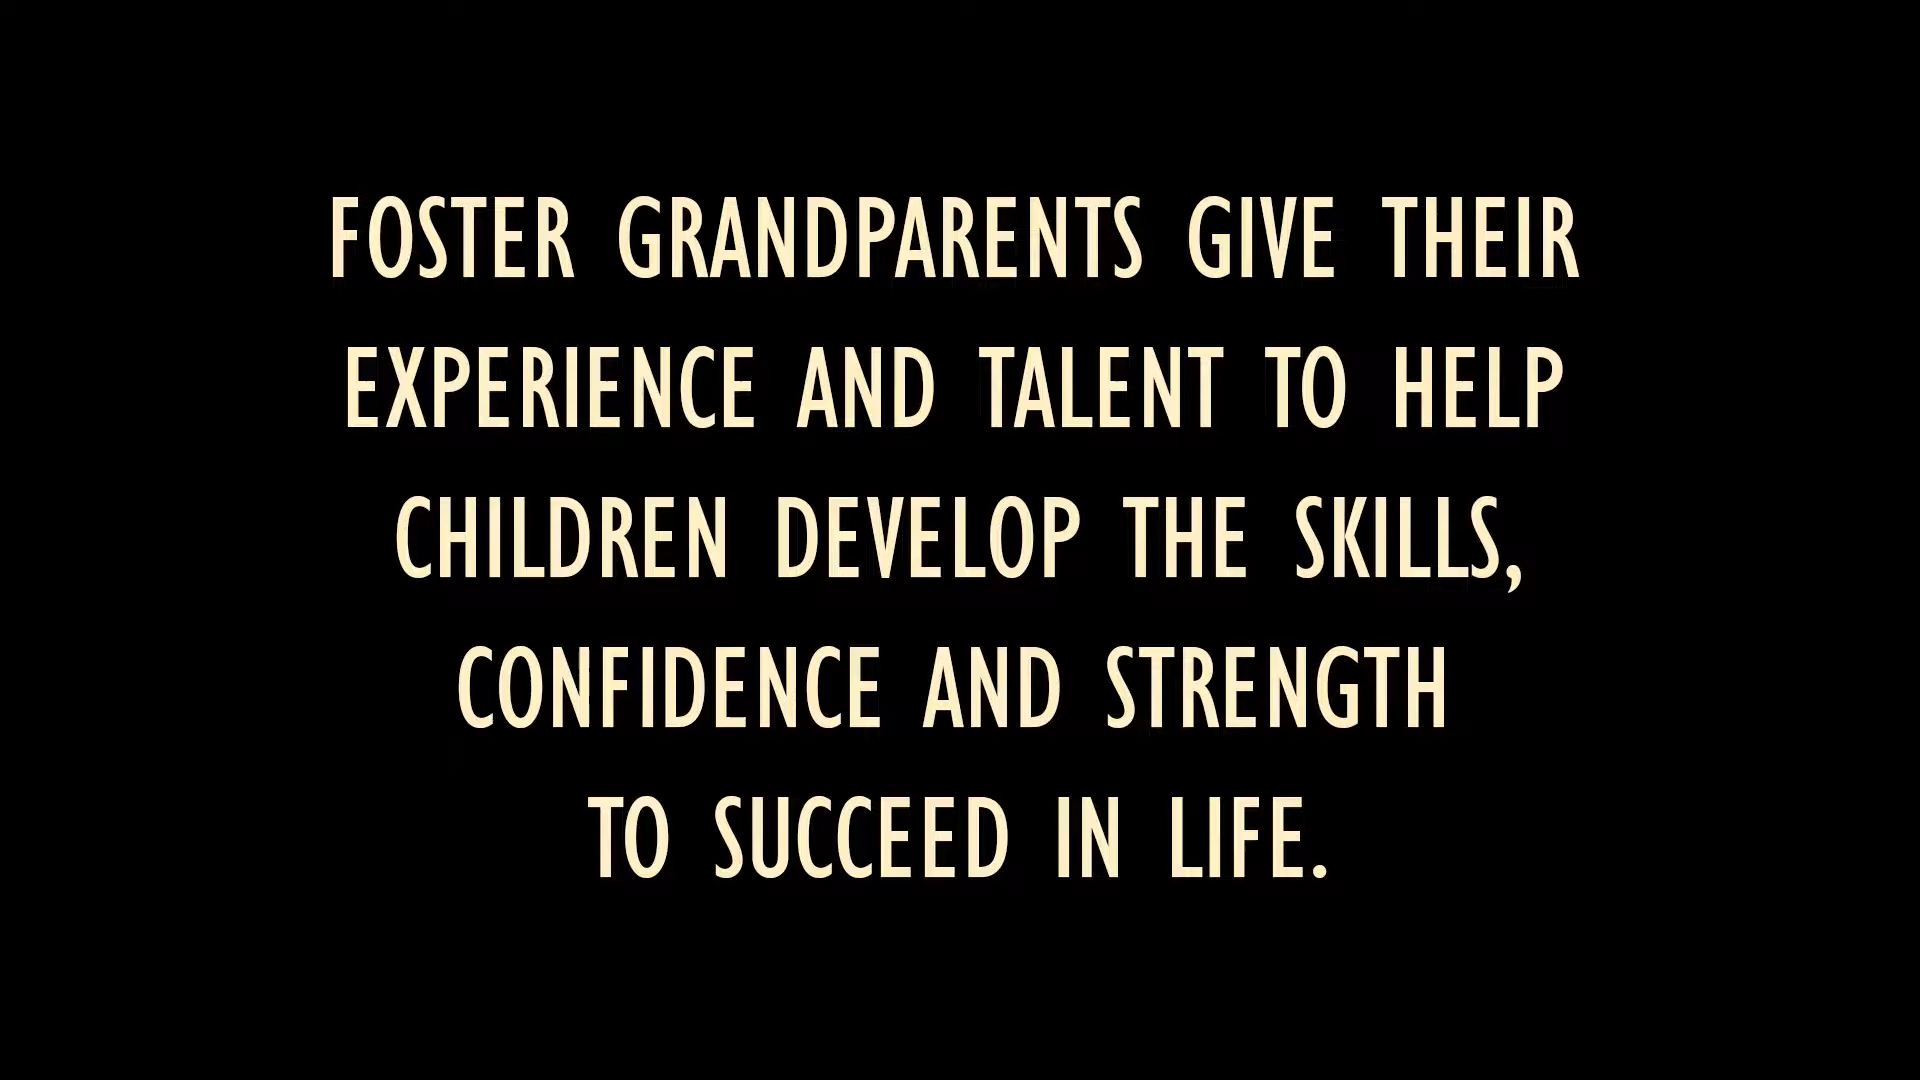 FOSTER GRANDPARENTS GIVE THEIR
EXPERIENCE AND TALENT TO HELP
CHILDREN DEVELOP THE SKILLS,
CONFIDENCE AND STRENGTH
TO SUCCEED IN LIFE.